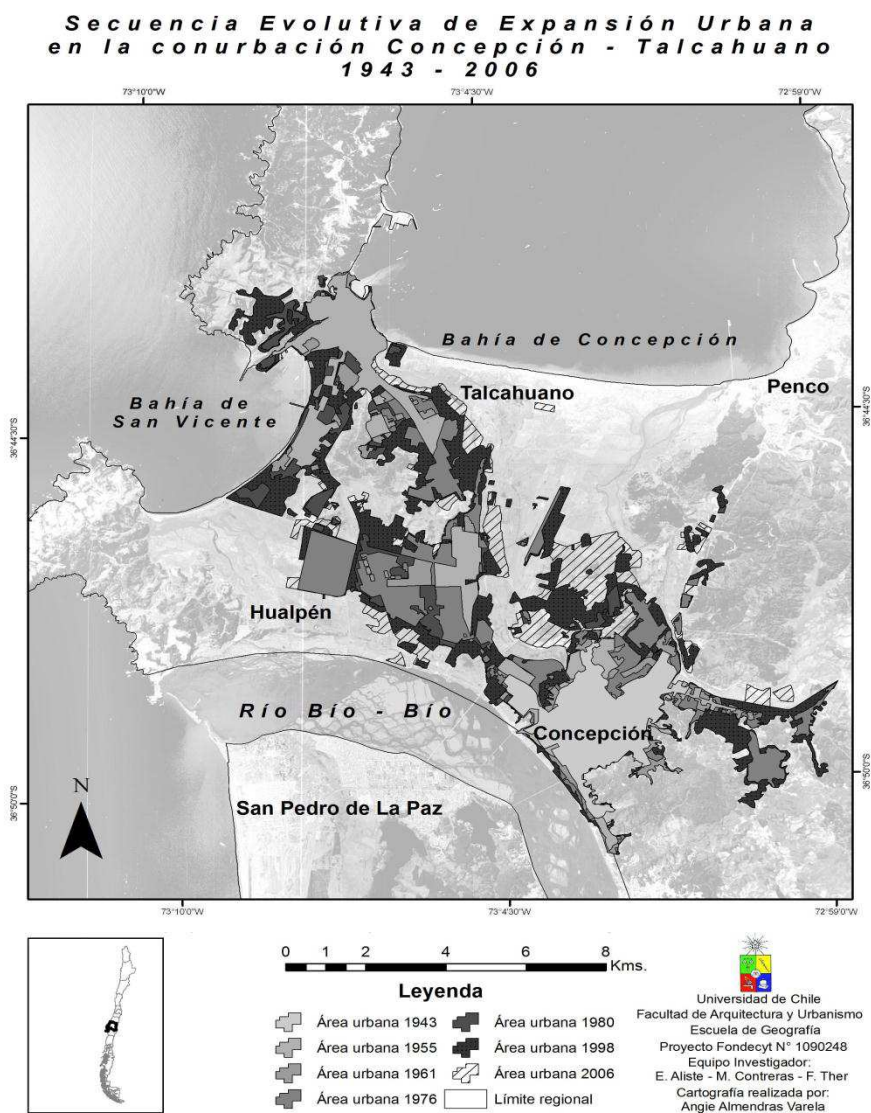 Secuencia Evolutiva de Expansión Urbana
en la conurbación Concepción - Talcahuano
1943 - 2006
73°10'0"W
73°4'30"W
72°59'0"W
Bahía de Concepción
Talcahuano
Penco
Bahía de
San Vicente
36°44'30"S
36°44'30"S
Hualpén
Río Bío - Bío
Concepción
N
San Pedro de La Paz
36°50'0"S
36°50'0"S
73°10'0"W
73°4'30"W
72°59'0"W
0 1 2 4 6 8
Kms.
Leyenda
Área urbana 1943
Área urbana 1955
Área urbana 1961
Área urbana 1976
Área urbana 1980
Área urbana 1998
Área urbana 2006
Límite regional
Universidad de Chile
Facultad de Arquitectura y Urbanismo
Escuela de Geografía
Proyecto Fondecyt N° 1090248
Equipo Investigador:
E. Aliste - M. Contreras - F. Ther
Cartografía realizada por:
Angie Almendras Varela